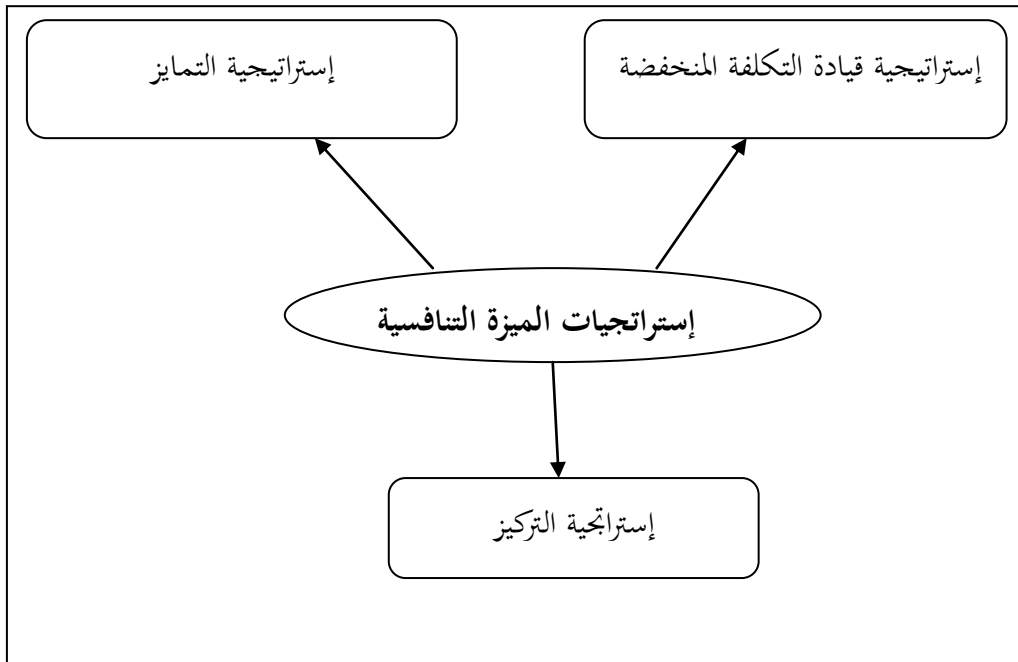 إستراتيجية قيادة التكلفة المنخفضة
إستراتيجية التمايز
إستراتجيات الميزة التنافسية
إستراتجية التركيز